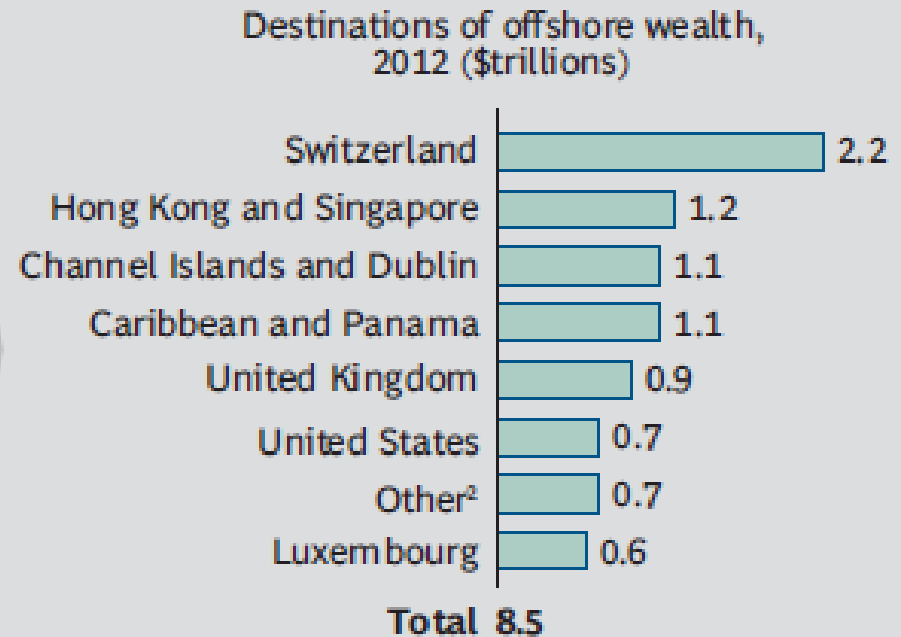 Destinations of offshore wealth,
2012 ($trillions)
Switzerland 2.2
Hong Kong and Singapore 1.2
Channel Islands and Dublin 1.1
Caribbean and Panama 1.1
United Kingdom 0.9
United States 0.7
Other² 0.7
Luxembourg 0.6
Total 8.5